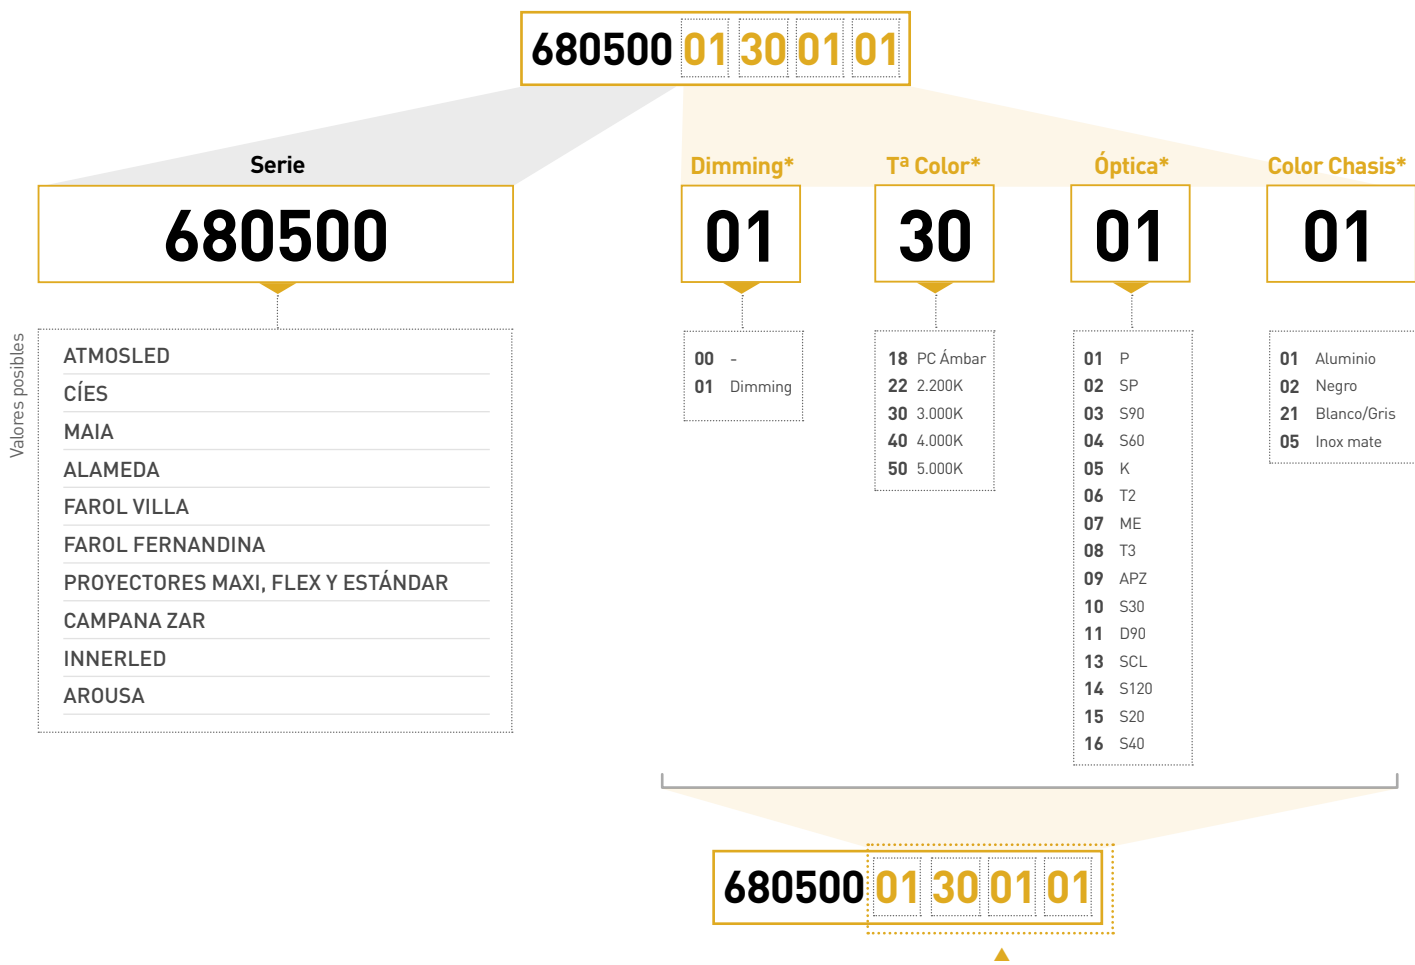 680500 01 30 01 01
Serie
680500
Valores posibles
ATMOSLED
CÍES
MAIA
ALAMEDA
FAROL VILLA
FAROL FERNANDINA
PROYECTORES MAXI, FLEX Y ESTÁNDAR
CAMPANA ZAR
INNERLED
AROUSA
Dimming*
01
00 -
01 Dimming
Tª Color*
30
18 PC Ámbar
22 2.200K
30 3.000K
40 4.000K
50 5.000K
Óptica*
01
01 P
02 SP
03 S90
04 S60
05 K
06 T2
07 ME
08 T3
09 APZ
10 S30
11 D90
13 SCL
14 S120
15 S20
16 S40
Color Chasis*
01
01 Aluminio
02 Negro
21 Blanco/Gris
05 Inox mate
680500 01 30 01 01